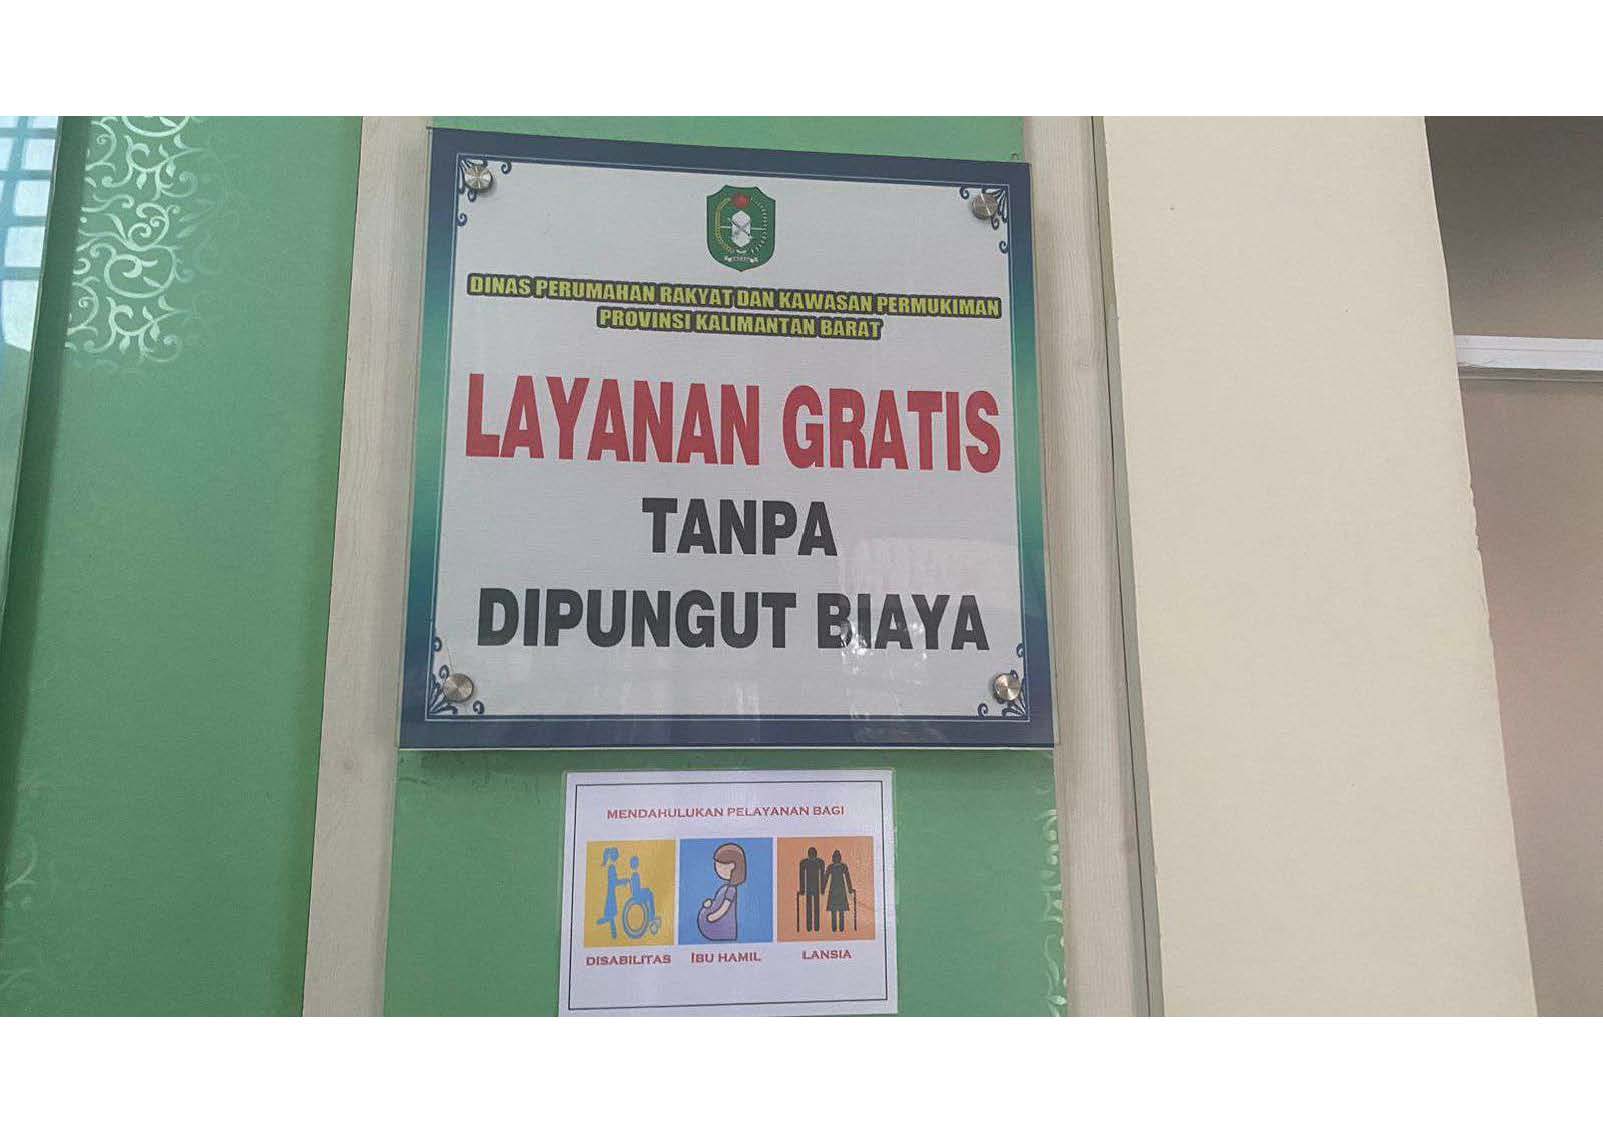 DINAS PERUMAHAN RAKYAT DAN KAWASAN PERMUKIMAN
PROVINSI KALIMANTAN BARAT
LAYANAN GRATIS
TANPA
DIPUNGUT BIAYA
MENDAHULUKAN PELAYANAN BAGI
DISABILITAS IBU HAMIL LANSIA